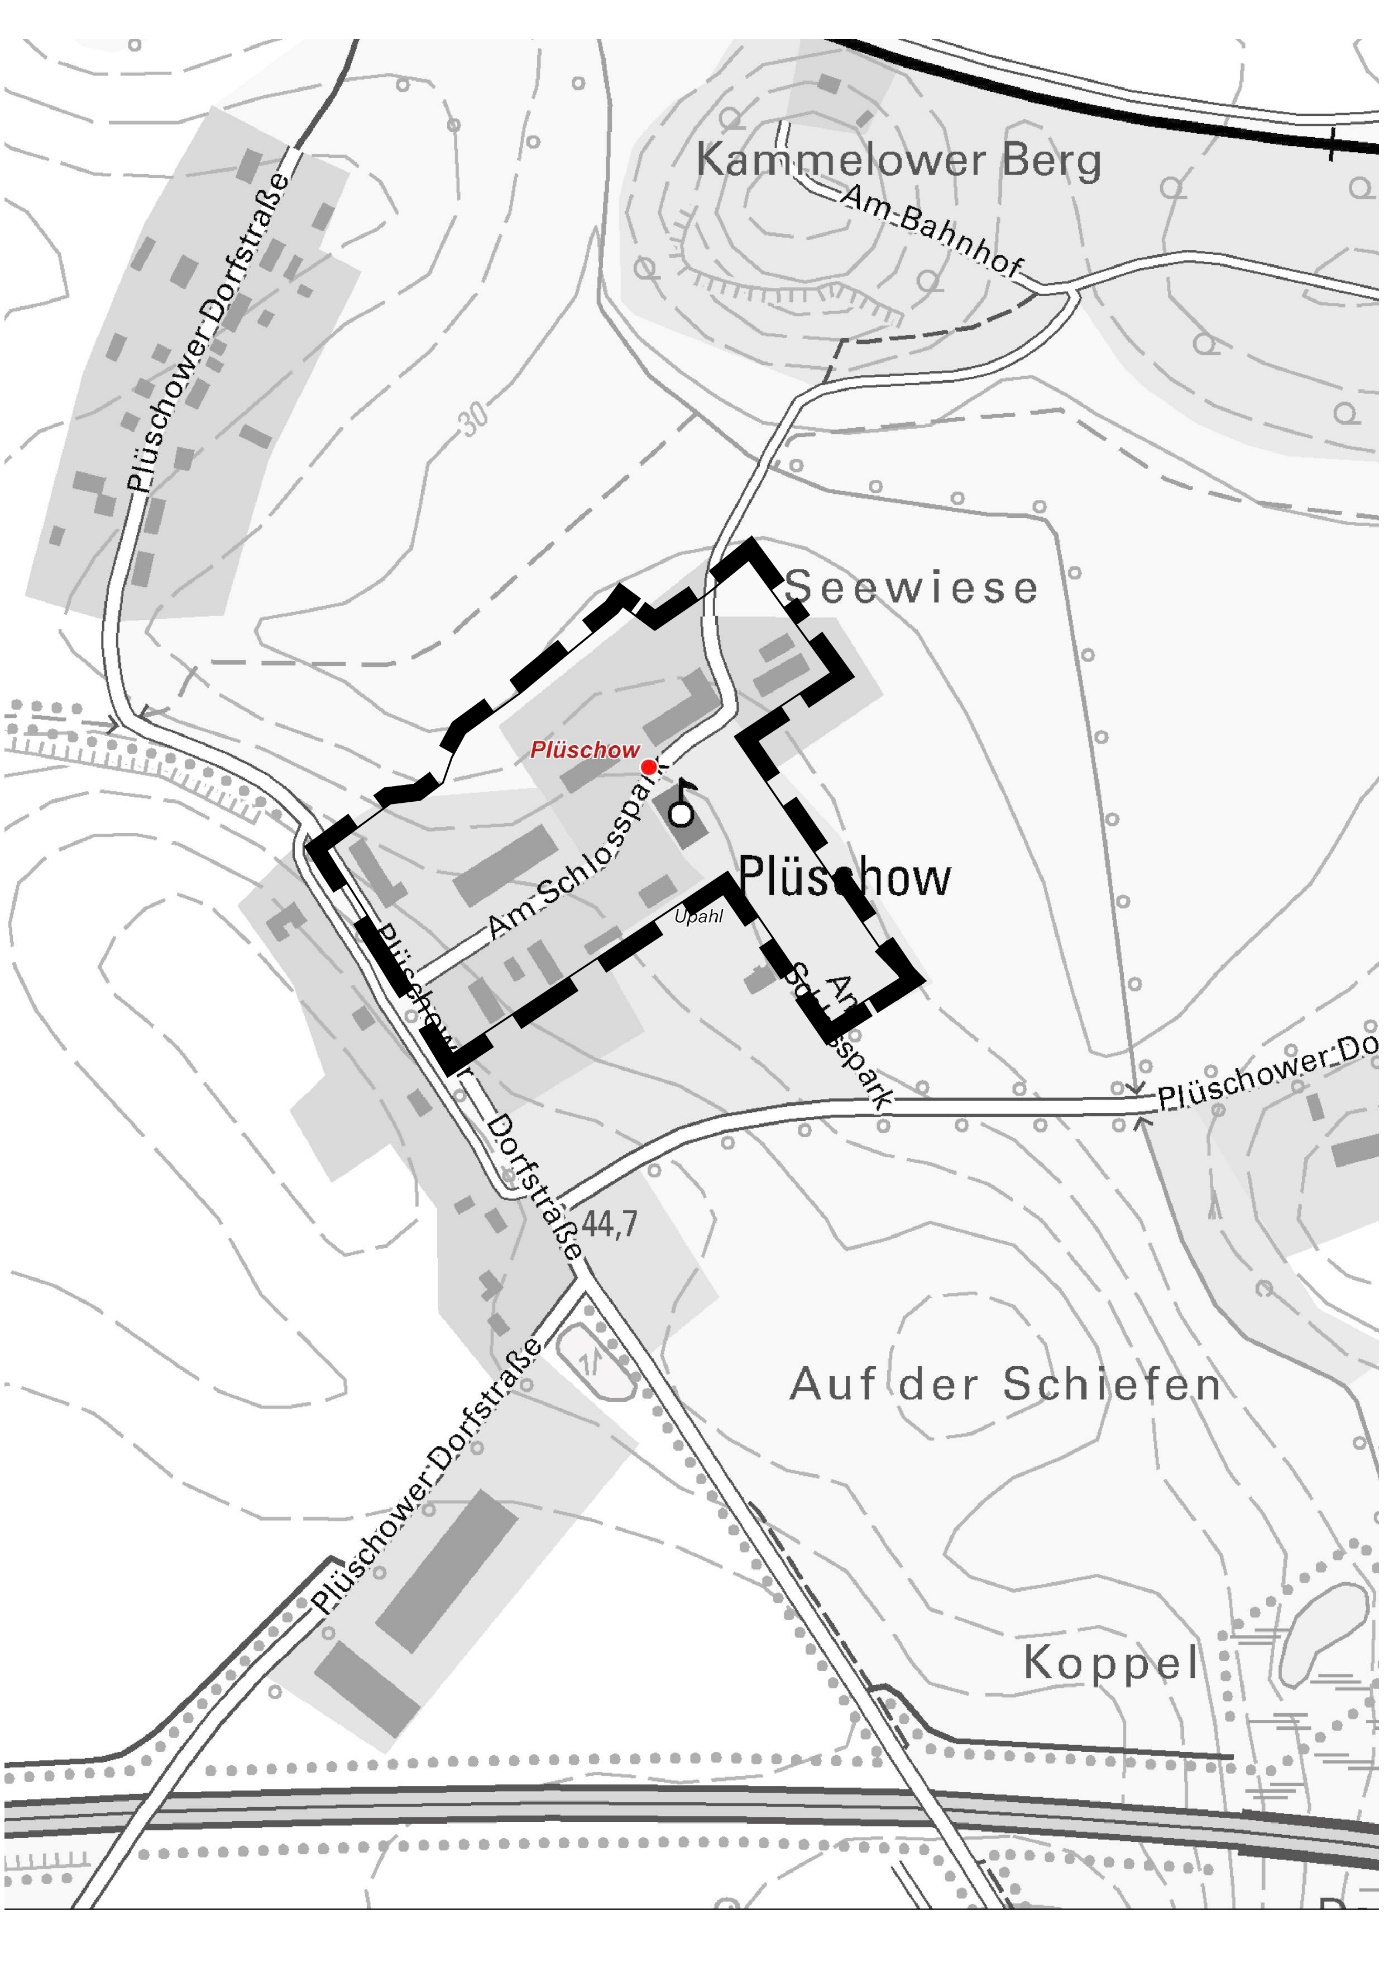 Kammelower Berg
Am Bahnhof
Plüschower Dorfstraße
30
Seewiese
Plüschow
Am Schlosspark
Plüschow
Upahl
Plüschower Dorfstraße
Am Schlosspark
Plüschower Do
44,7
Auf der Schiefen
Plüschower Dorfstraße
Koppel